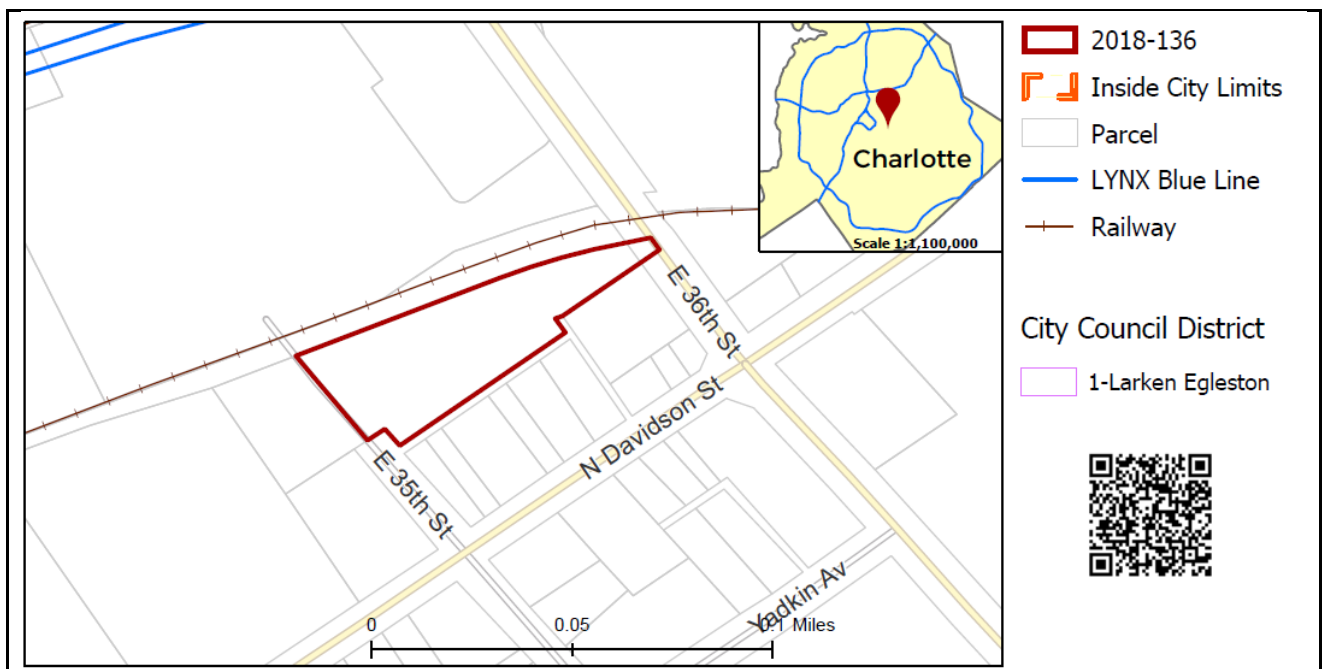 E 36th St
E 35th St
N Davidson St
Yadkin Av
0
0.05
0.1 Miles
Charlotte
Scale 1:1,100,000
2018-136
Inside City Limits
Parcel
LYNX Blue Line
Railway
City Council District
1-Larken Egleston